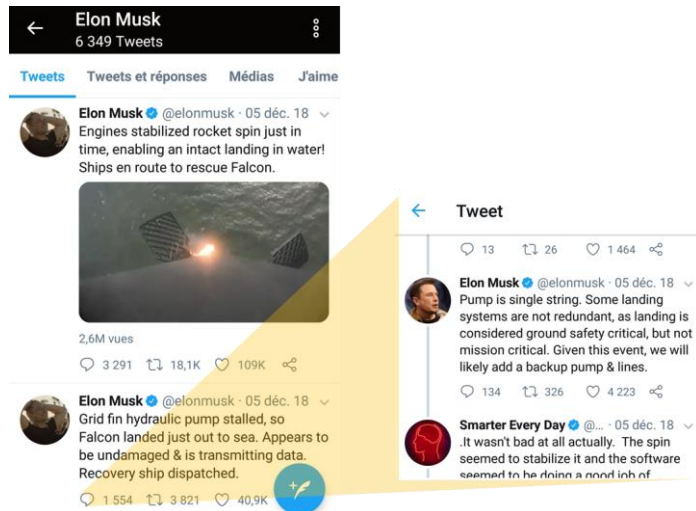 Elon Musk
6 349 Tweets
Tweets Tweets et réponses Médias J'aime
Elon Musk @elonmusk · 05 déc. 18
Engines stabilized rocket spin just in
time, enabling an intact landing in water!
Ships en route to rescue Falcon.
2,6M vues
3 291 18,1K 109K
Elon Musk @elonmusk · 05 déc. 18
Grid fin hydraulic pump stalled, so
Falcon landed just out to sea. Appears to
be undamaged & is transmitting data.
Recovery ship dispatched.
1 554 3 821 40,9K
Tweet
13 26 1 464
Elon Musk @elonmusk · 05 déc. 18
Pump is single string. Some landing
systems are not redundant, as landing is
considered ground safety critical, but not
mission critical. Given this event, we will
likely add a backup pump & lines.
134 326 4 223
Smarter Every Day @... · 05 déc. 18
.It wasn't bad at all actually. The spin
seemed to stabilize it and the software
seemed to be doing a good job of